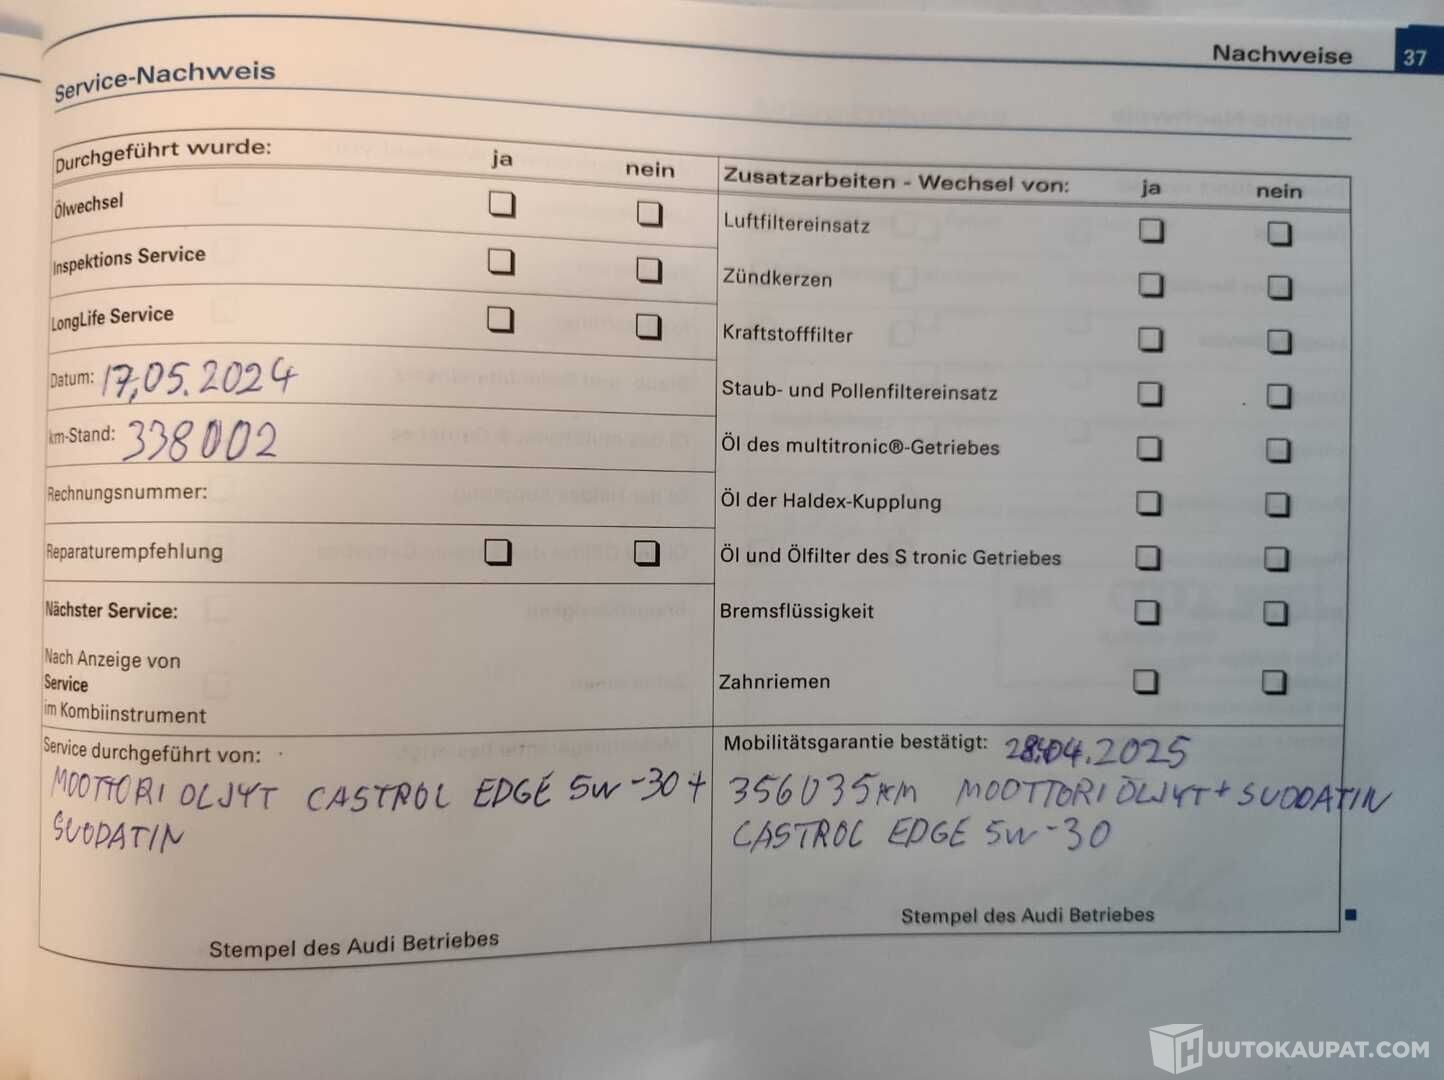 Nachweise 37
Service-Nachweis
Durchgeführt wurde: ja nein
Ölwechsel
Inspektions Service
LongLife Service
Datum: 17.05.2024
km-Stand: 338002
Rechnungsnummer:
Reparaturempfehlung
Nächster Service:
Nach Anzeige von
Service
im Kombiinstrument
Service durchgeführt von:
MOOTTORI OLJYT CASTROL EDGE 5W-30 +
SUODATIN
Stempel des Audi Betriebes
Zusatzarbeiten - Wechsel von: ja nein
Luftfiltereinsatz
Zündkerzen
Kraftstofffilter
Staub- und Pollenfiltereinsatz
Öl des multitronic®-Getriebes
Öl der Haldex-Kupplung
Öl und Ölfilter des S tronic Getriebes
Bremsflüssigkeit
Zahnriemen
Mobilitätsgarantie bestätigt: 28.04.2025
356035KM MOOTTORI ÖLJYT + SUODATIN
CASTROL EDGE 5W-30
Stempel des Audi Betriebes
HUUTOKAUPAT.COM